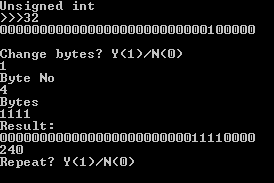 Unsigned int
>>>32
00000000000000000000000000100000
Change bytes? Y(1)/N(0)
1
Byte No
4
Bytes
1111
Result:
00000000000000000000000011110000
240
Repeat? Y(1)/N(0)